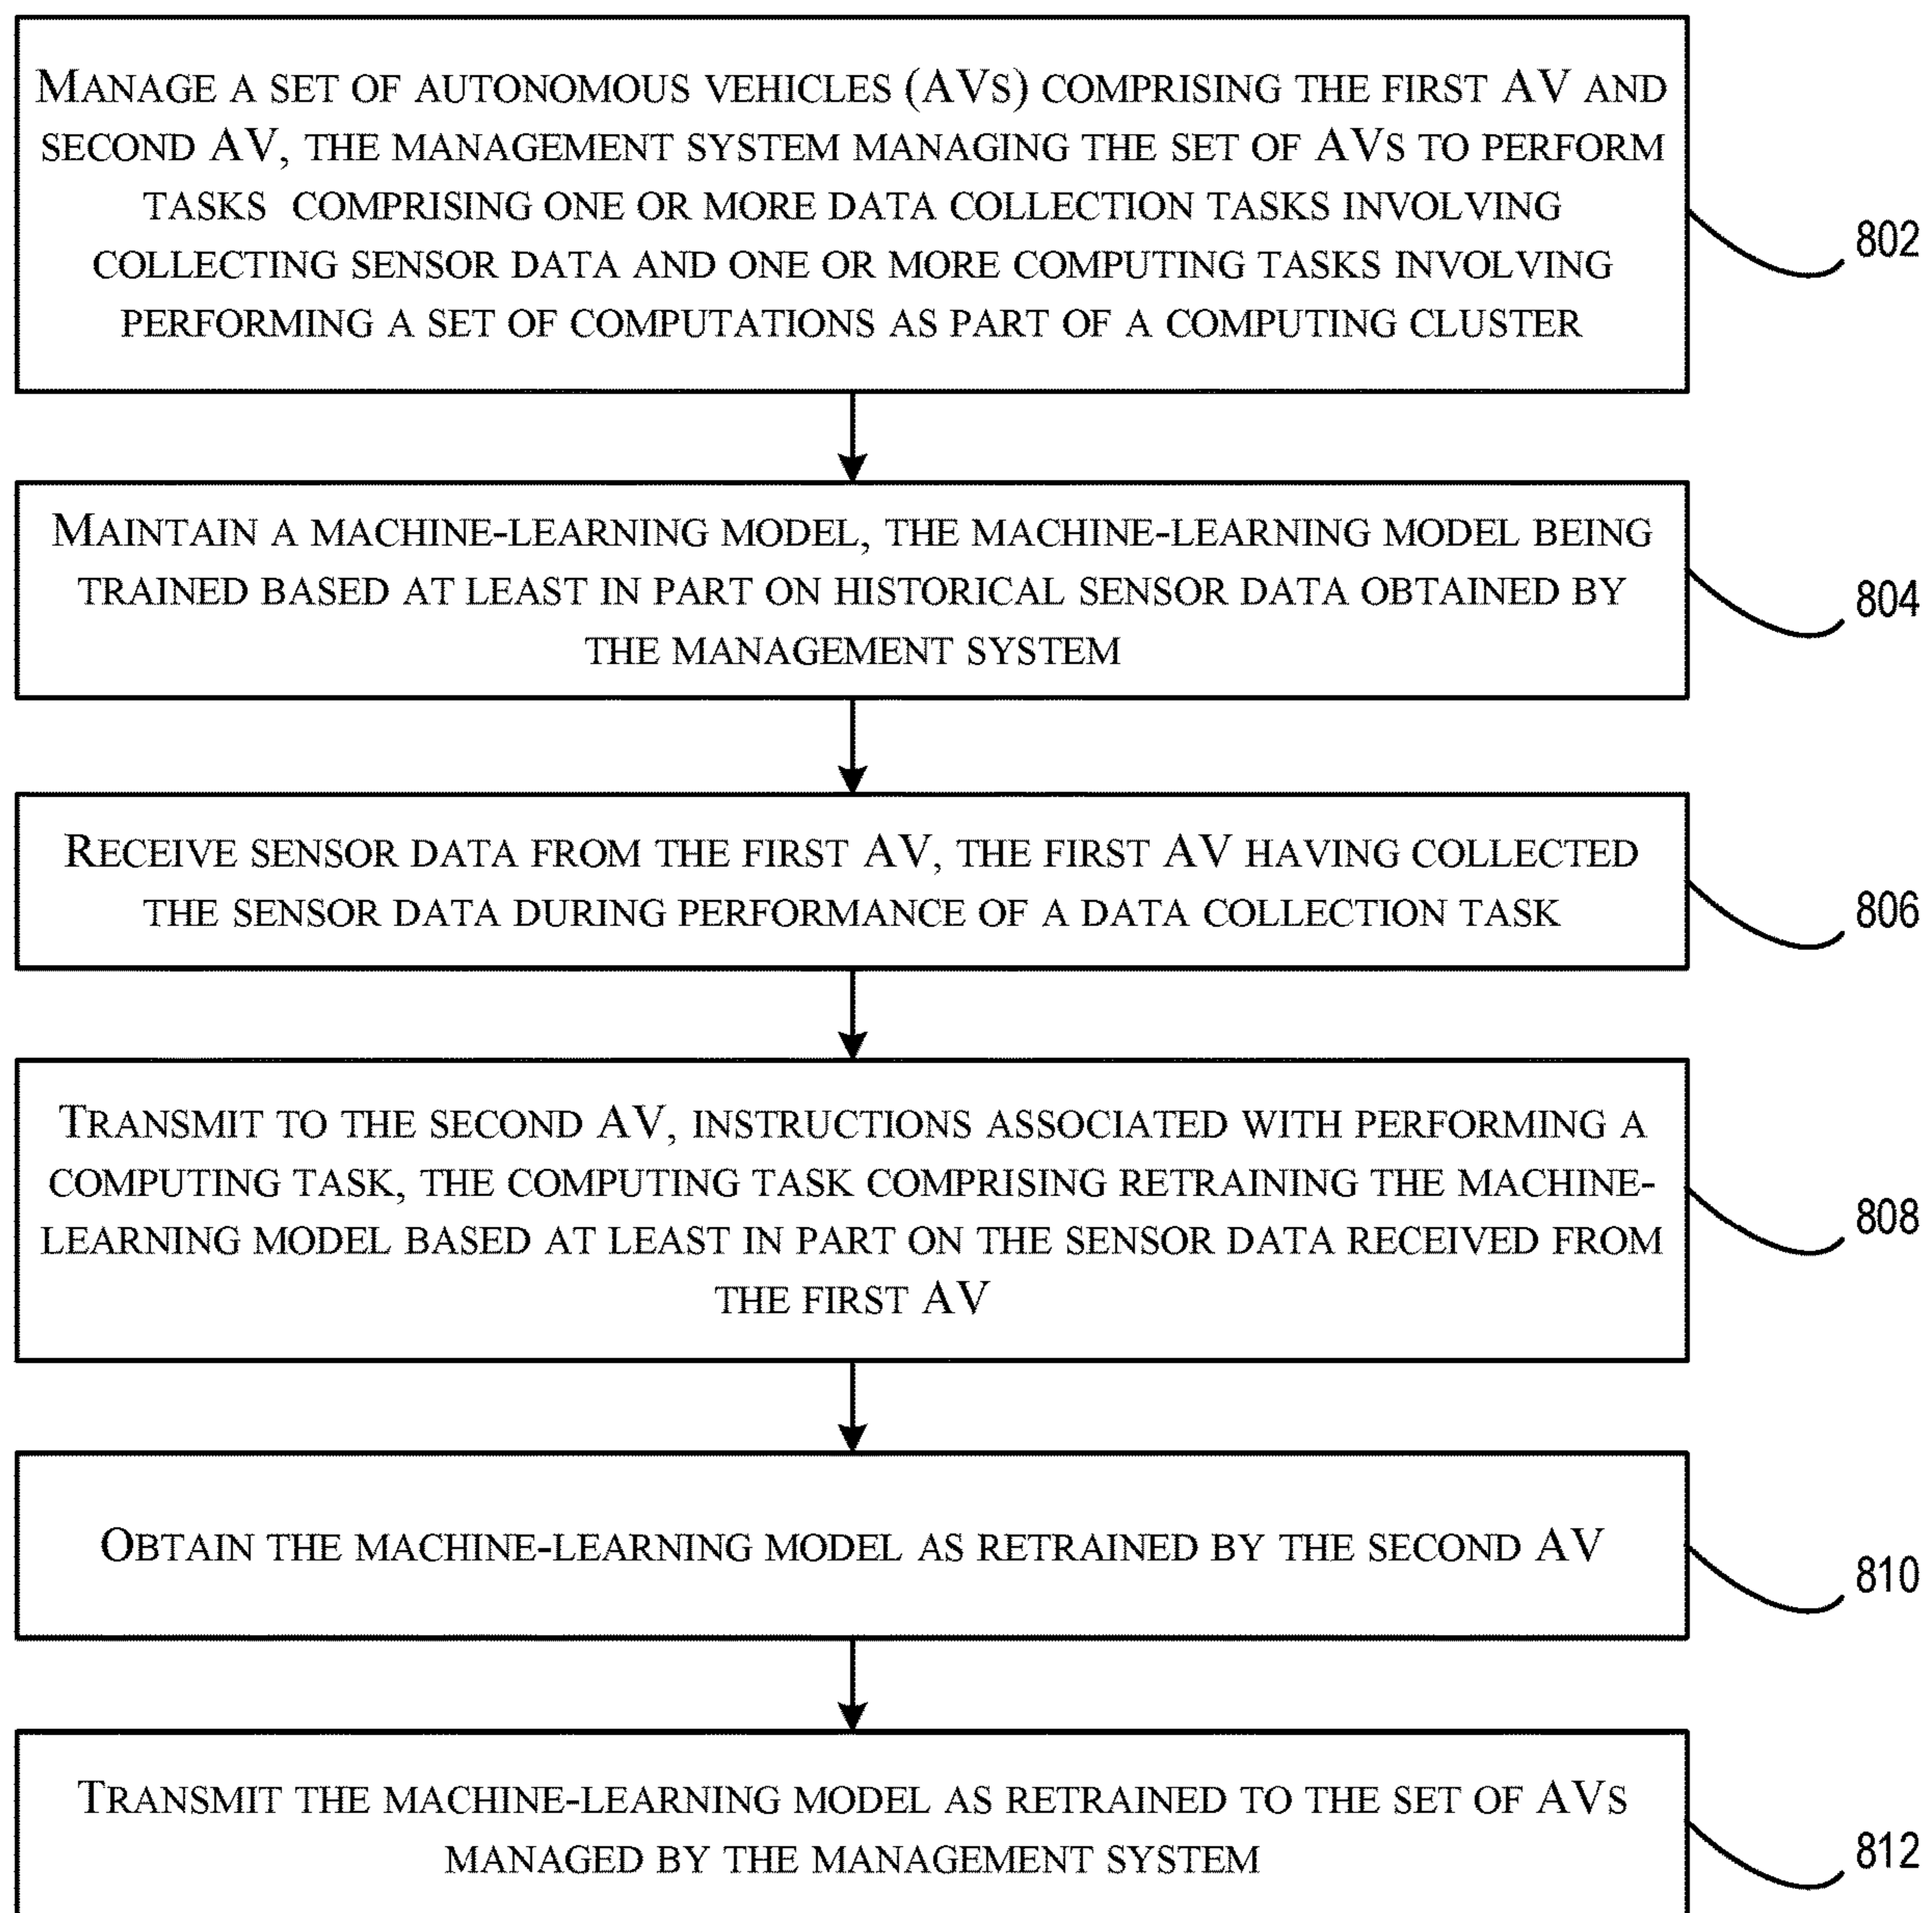 MANAGE A SET OF AUTONOMOUS VEHICLES (AVS) COMPRISING THE FIRST AV AND
SECOND AV, THE MANAGEMENT SYSTEM MANAGING THE SET OF AVS TO PERFORM
TASKS COMPRISING ONE OR MORE DATA COLLECTION TASKS INVOLVING
COLLECTING SENSOR DATA AND ONE OR MORE COMPUTING TASKS INVOLVING
PERFORMING A SET OF COMPUTATIONS AS PART OF A COMPUTING CLUSTER
802
MAINTAIN A MACHINE-LEARNING MODEL, THE MACHINE-LEARNING MODEL BEING
TRAINED BASED AT LEAST IN PART ON HISTORICAL SENSOR DATA OBTAINED BY
THE MANAGEMENT SYSTEM
804
RECEIVE SENSOR DATA FROM THE FIRST AV, THE FIRST AV HAVING COLLECTED
THE SENSOR DATA DURING PERFORMANCE OF A DATA COLLECTION TASK
806
TRANSMIT TO THE SECOND AV, INSTRUCTIONS ASSOCIATED WITH PERFORMING A
COMPUTING TASK, THE COMPUTING TASK COMPRISING RETRAINING THE MACHINE-
LEARNING MODEL BASED AT LEAST IN PART ON THE SENSOR DATA RECEIVED FROM
THE FIRST AV
808
OBTAIN THE MACHINE-LEARNING MODEL AS RETRAINED BY THE SECOND AV
810
TRANSMIT THE MACHINE-LEARNING MODEL AS RETRAINED TO THE SET OF AVS
MANAGED BY THE MANAGEMENT SYSTEM
812